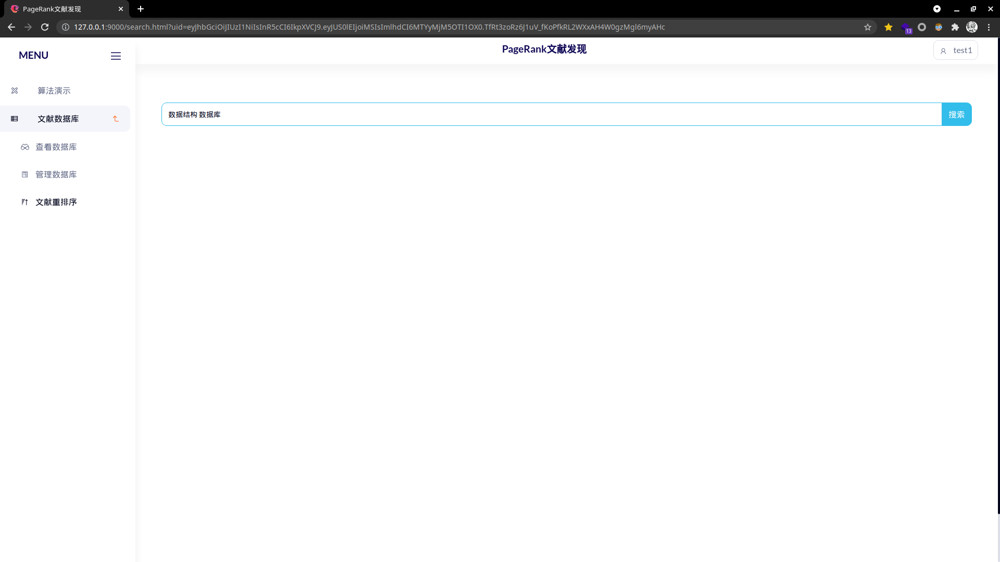 PageRank文献发现
127.0.0.1:9000/search.html?uid=eyJhbGciOiJIUzI1NiIsInR5cCI6IkpXVCJ9.eyJUS0lEIjoiMSIsImlhdCI6MTYyMjM5OTI1OX0.TfRt3zoRz6J1uV_fKoPfkRL2WXxAH4W0gzMgl6myAHc
13
MENU
PageRank文献发现
test1
算法演示
文献数据库
数据结构 数据库
搜索
查看数据库
管理数据库
文献重排序